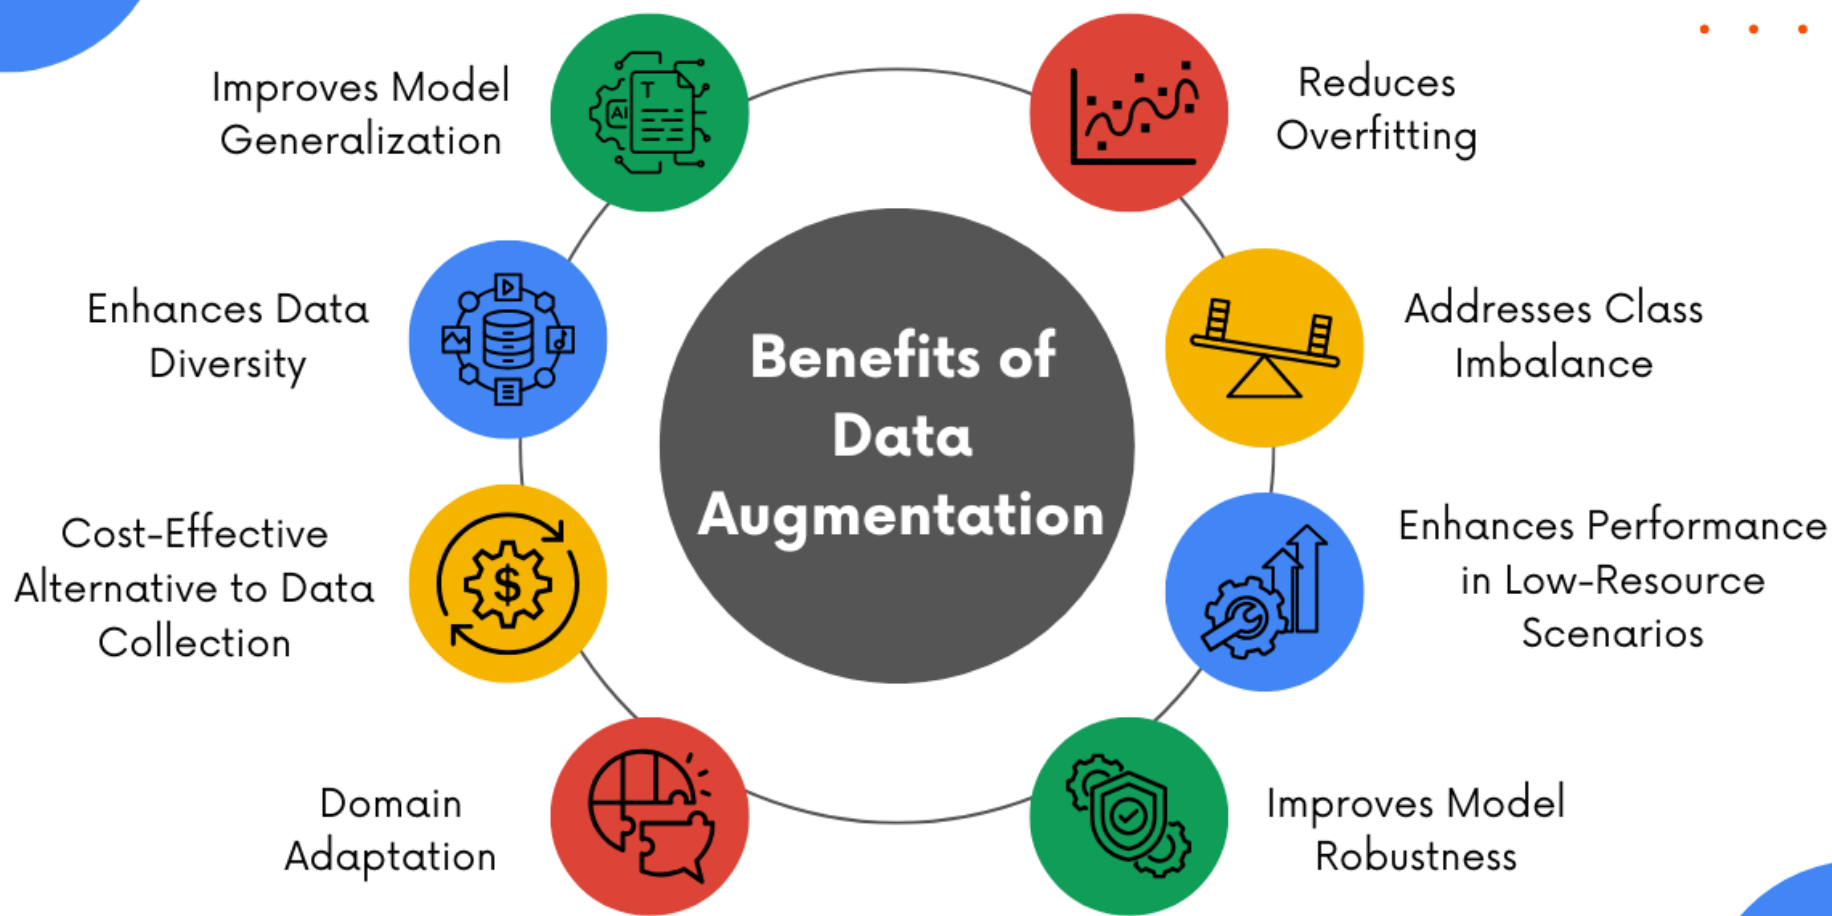 Improves Model
Generalization
Reduces
Overfitting
Enhances Data
Diversity
Addresses Class
Imbalance
Benefits of
Data
Augmentation
Cost-Effective
Alternative to Data
Collection
Enhances Performance
in Low-Resource
Scenarios
Domain
Adaptation
Improves Model
Robustness
T
AI
$